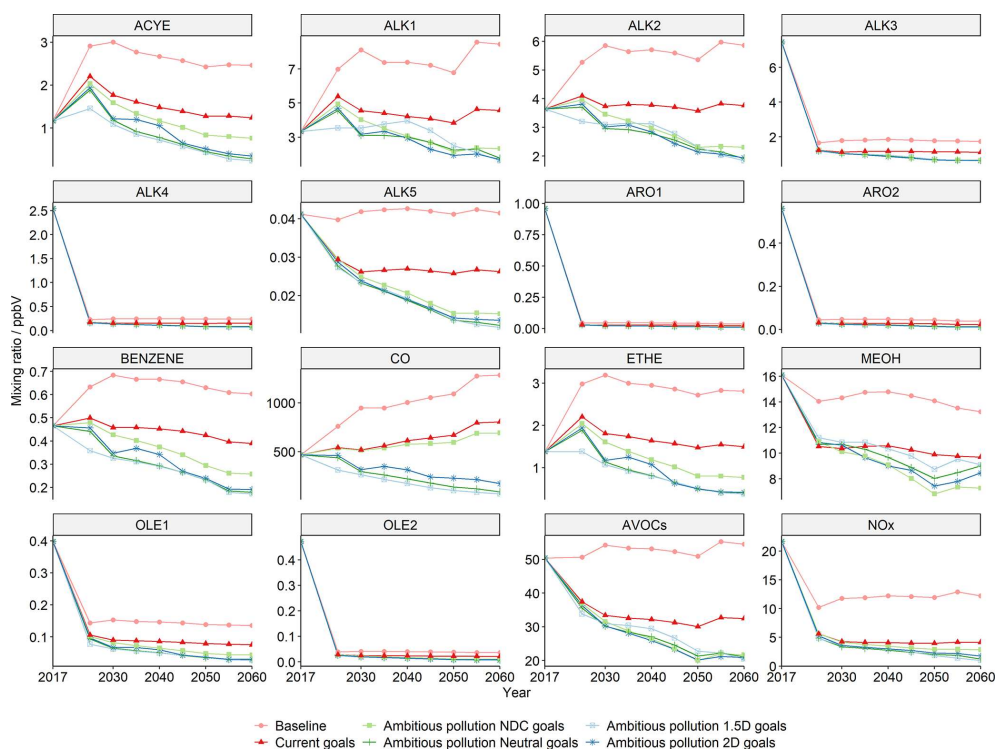 ACYE ALK1 ALK2 ALK3
3 2 1
7 5 3
6 5 4 3 2
6 4 2
ALK4 ALK5 ARO1 ARO2
2.5 2.0 1.5 1.0 0.5 0.0
0.04 0.03 0.02
1.00 0.75 0.50 0.25 0.00
0.4 0.2 0.0
Mixing ratio / ppbV
BENZENE CO ETHE MEOH
0.7 0.6 0.5 0.4 0.3 0.2
1000 500
3 2 1
16 14 12 10 8
OLE1 OLE2 AVOCs NOx
0.4 0.3 0.2 0.1
0.4 0.3 0.2 0.1 0.0
50 40 30 20
20 15 10 5 0
2017 2030 2040 2050 2060 2017 2030 2040 2050 2060 2017 2030 2040 2050 2060 2017 2030 2040 2050 2060
Year
Baseline Ambitious pollution NDC goals Ambitious pollution 1.5D goals
Current goals Ambitious pollution Neutral goals Ambitious pollution 2D goals